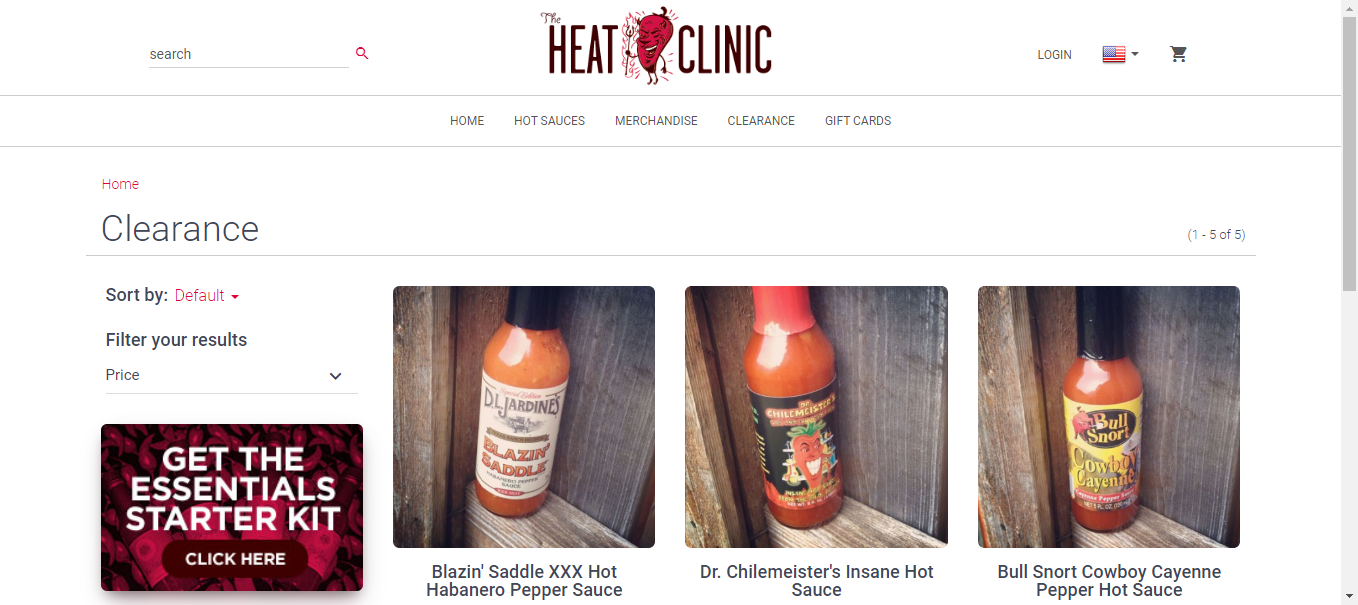 search
The
HEAT CLINIC
LOGIN
HOME
HOT SAUCES
MERCHANDISE
CLEARANCE
GIFT CARDS
Home
Clearance
(1 - 5 of 5)
Sort by: Default
Filter your results
Price
GET THE
ESSENTIALS
STARTER KIT
CLICK HERE
Special Edition
D.L. JARDINE'S
BLAZIN'
SADDLE
HABANERO PEPPER
SAUCE
DR.
CHILEMEISTER'S
Bull
Snort
Cowboy
Cayenne
Cayenne Pepper Sauce
Blazin' Saddle XXX Hot
Habanero Pepper Sauce
Dr. Chilemeister's Insane Hot
Sauce
Bull Snort Cowboy Cayenne
Pepper Hot Sauce